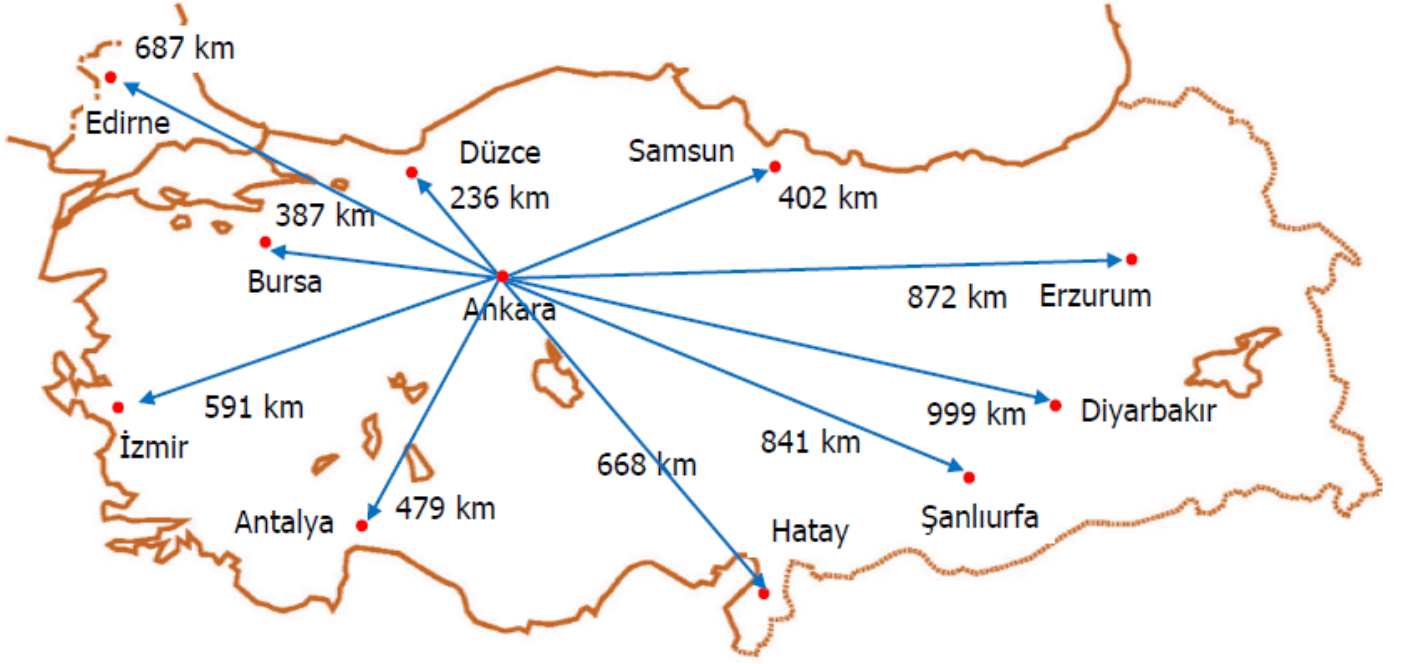 687 km
Edirne
Düzce
236 km
Samsun
402 km
387 km
Bursa
Ankara
872 km
Erzurum
591 km
İzmir
999 km
Diyarbakır
841 km
668 km
Antalya
479 km
Şanlıurfa
Hatay